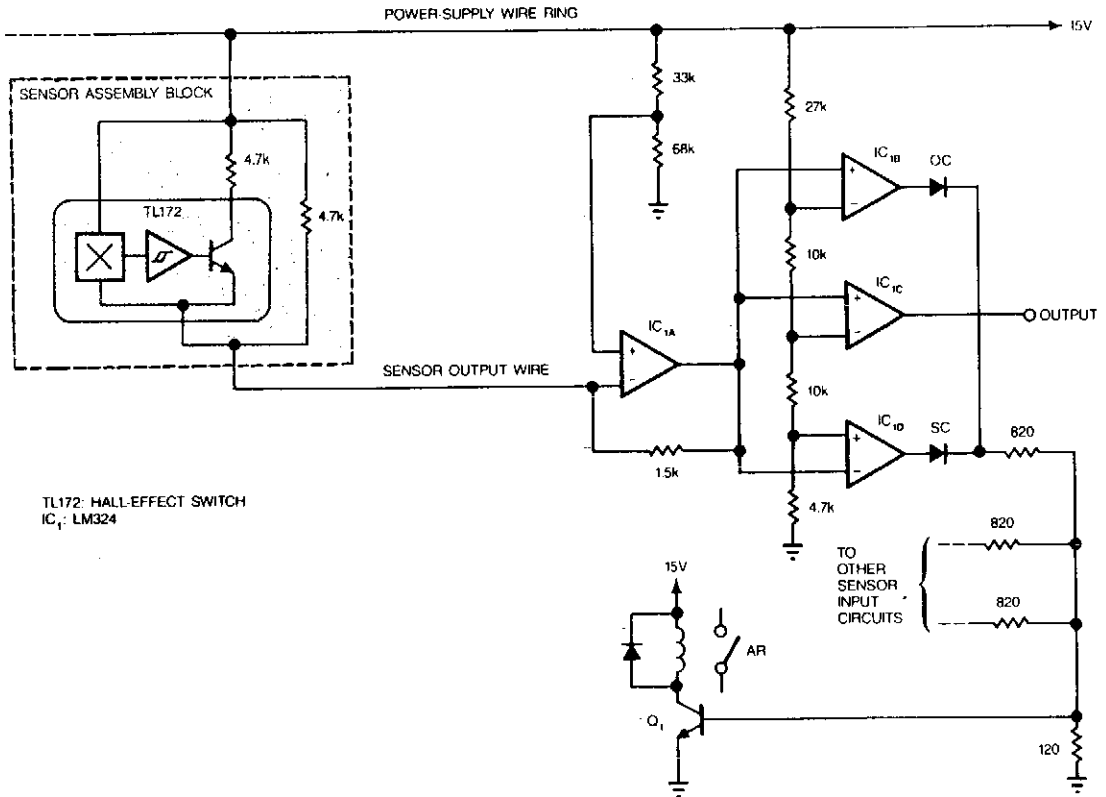 POWER-SUPPLY WIRE RING
15V
SENSOR ASSEMBLY BLOCK
33k
27k
4.7k
68k
IC1B
OC
TL172
4.7k
10k
IC1C
OUTPUT
IC1A
SENSOR OUTPUT WIRE
10k
IC1D
SC
820
1.5k
4.7k
TL172: HALL-EFFECT SWITCH
IC1: LM324
820
TO
OTHER
SENSOR
INPUT
CIRCUITS
820
15V
AR
Q1
120